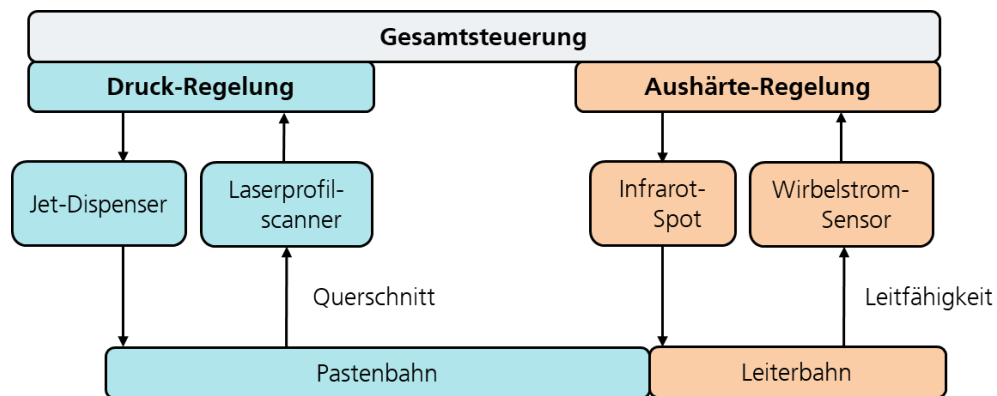 Gesamtsteuerung
Druck-Regelung
Aushärte-Regelung
Jet-Dispenser
Laserprofil-
scanner
Infrarot-
Spot
Wirbelstrom-
Sensor
Querschnitt
Leitfähigkeit
Pastenbahn
Leiterbahn